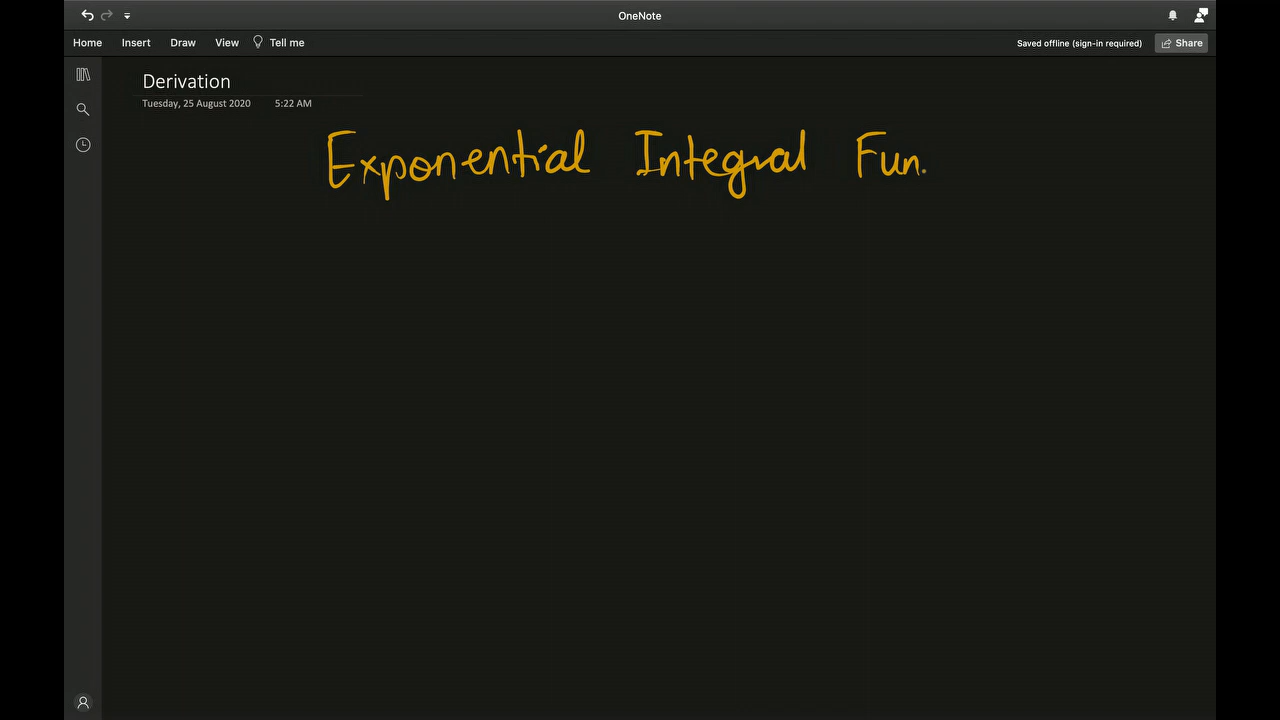 OneNote
Home Insert Draw View Tell me Saved offline (sign-in required) Share
Derivation
Tuesday, 25 August 2020 5:22 AM
Exponential Integral Fun.